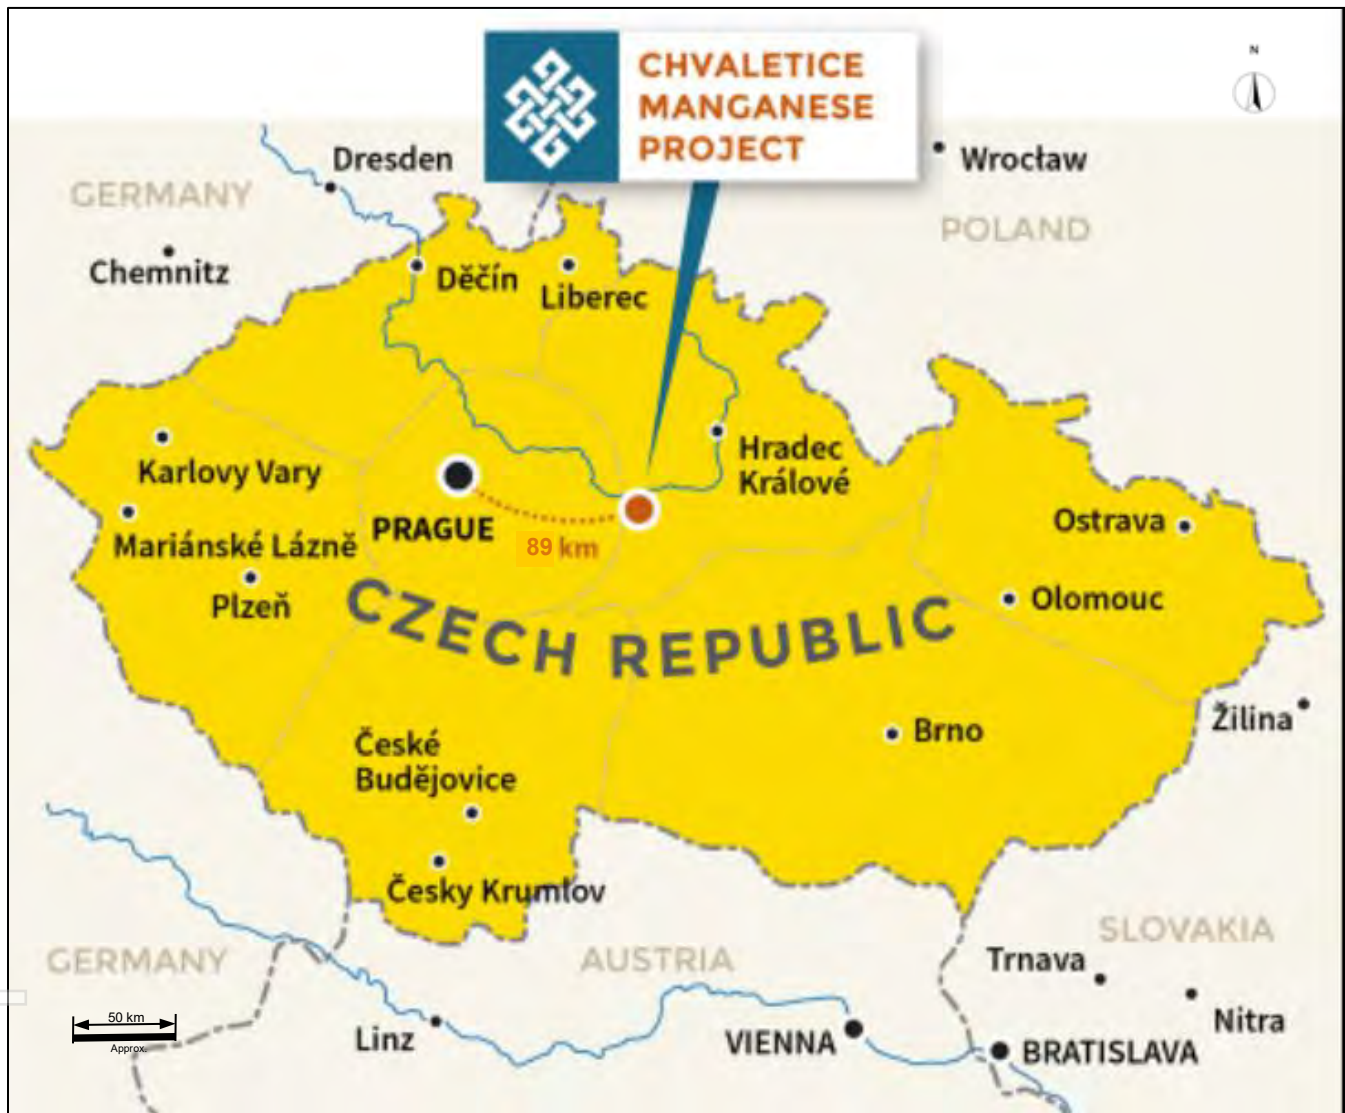 CHVALETICE
MANGANESE
PROJECT
N
Dresden
Wrocław
GERMANY
POLAND
Chemnitz
Děčín
Liberec
Hradec
Králové
Karlovy Vary
PRAGUE
89 km
Mariánské Lázně
Ostrava
Plzeň
Olomouc
CZECH REPUBLIC
Žilina
Brno
České
Budějovice
Česky Krumlov
SLOVAKIA
GERMANY
AUSTRIA
Trnava
Nitra
50 km
Approx.
Linz
VIENNA
BRATISLAVA